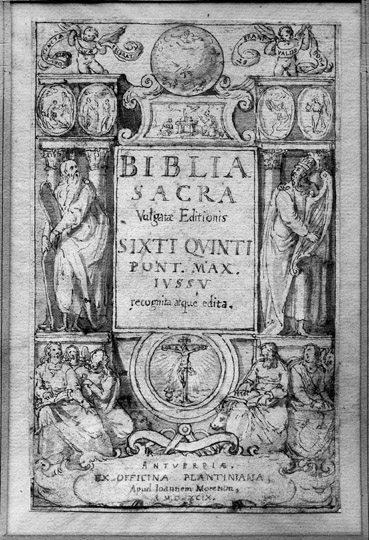 BIBLIA
SACRA
Vulgatæ Editionis
SIXTI QVINTI
PONT. MAX.
IVSSV
recognita atque edita.
ANTVERPIÆ.
EX OFFICINA PLANTINIANA,
Apud Ioannem Moretum,
M.D.XCIX.